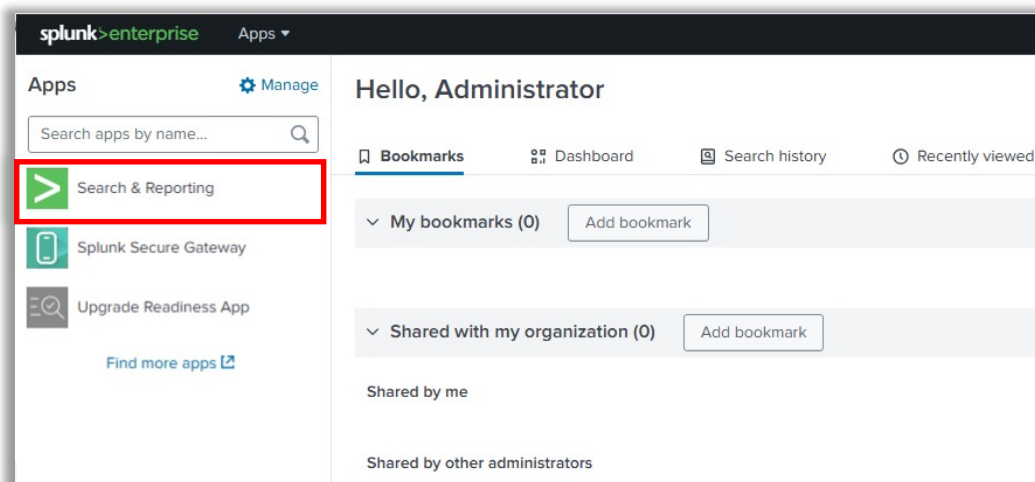 splunk>enterprise Apps
Apps Manage
Search apps by name...
Search & Reporting
Splunk Secure Gateway
Upgrade Readiness App
Find more apps
Hello, Administrator
Bookmarks Dashboard Search history Recently viewed
My bookmarks (0) Add bookmark
Shared with my organization (0) Add bookmark
Shared by me
Shared by other administrators